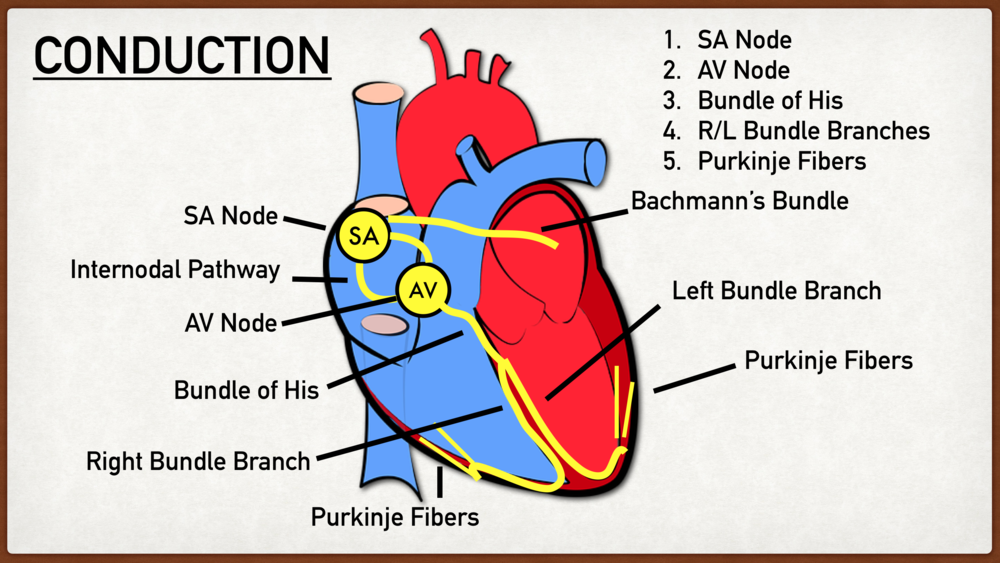 CONDUCTION
1. SA Node
2. AV Node
3. Bundle of His
4. R/L Bundle Branches
5. Purkinje Fibers
Bachmann's Bundle
SA Node
SA
Internodal Pathway
AV
Left Bundle Branch
AV Node
Purkinje Fibers
Bundle of His
Right Bundle Branch
Purkinje Fibers